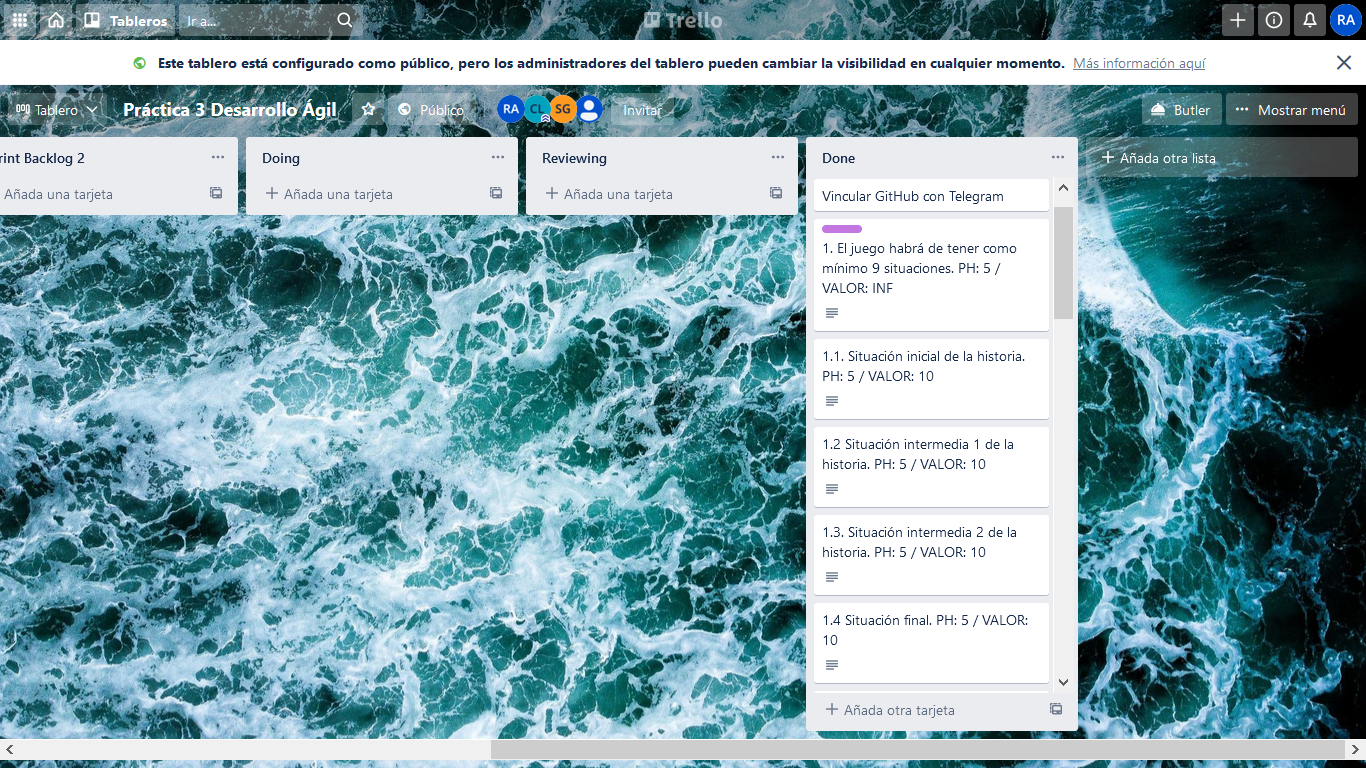 Tableros
Ir a...
Trello
RA
Este tablero está configurado como público, pero los administradores del tablero pueden cambiar la visibilidad en cualquier momento. Más información aquí
Tablero
Práctica 3 Desarrollo Ágil
Público
RA
CL
SG
Invitar
Butler
Mostrar menú
rint Backlog 2
Añada una tarjeta
Doing
Añada una tarjeta
Reviewing
Añada una tarjeta
Done
Vincular GitHub con Telegram
1. El juego habrá de tener como
mínimo 9 situaciones. PH: 5 /
VALOR: INF
1.1. Situación inicial de la historia.
PH: 5 / VALOR: 10
1.2 Situación intermedia 1 de la
historia. PH: 5 / VALOR: 10
1.3. Situación intermedia 2 de la
historia. PH: 5 / VALOR: 10
1.4 Situación final. PH: 5 / VALOR:
10
Añada otra tarjeta
Añada otra lista